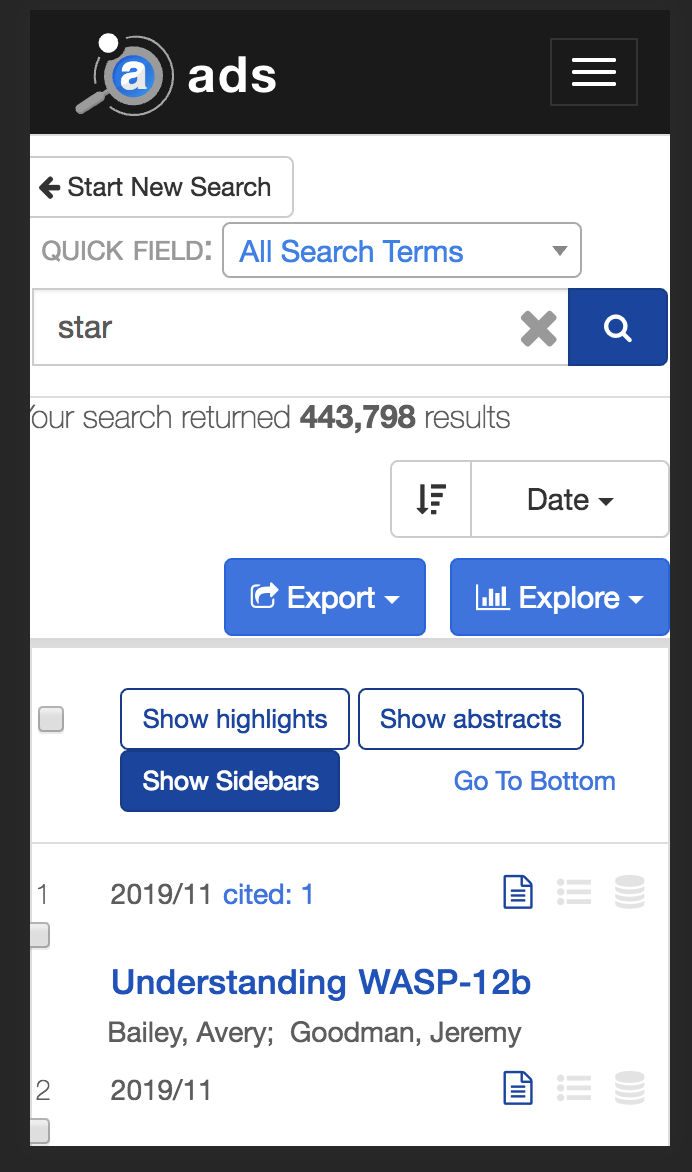 a ads
Start New Search
QUICK FIELD: All Search Terms
star
Your search returned 443,798 results
Date
Export Explore
Show highlights Show abstracts
Show Sidebars Go To Bottom
1 2019/11 cited: 1
Understanding WASP-12b
Bailey, Avery; Goodman, Jeremy
2 2019/11